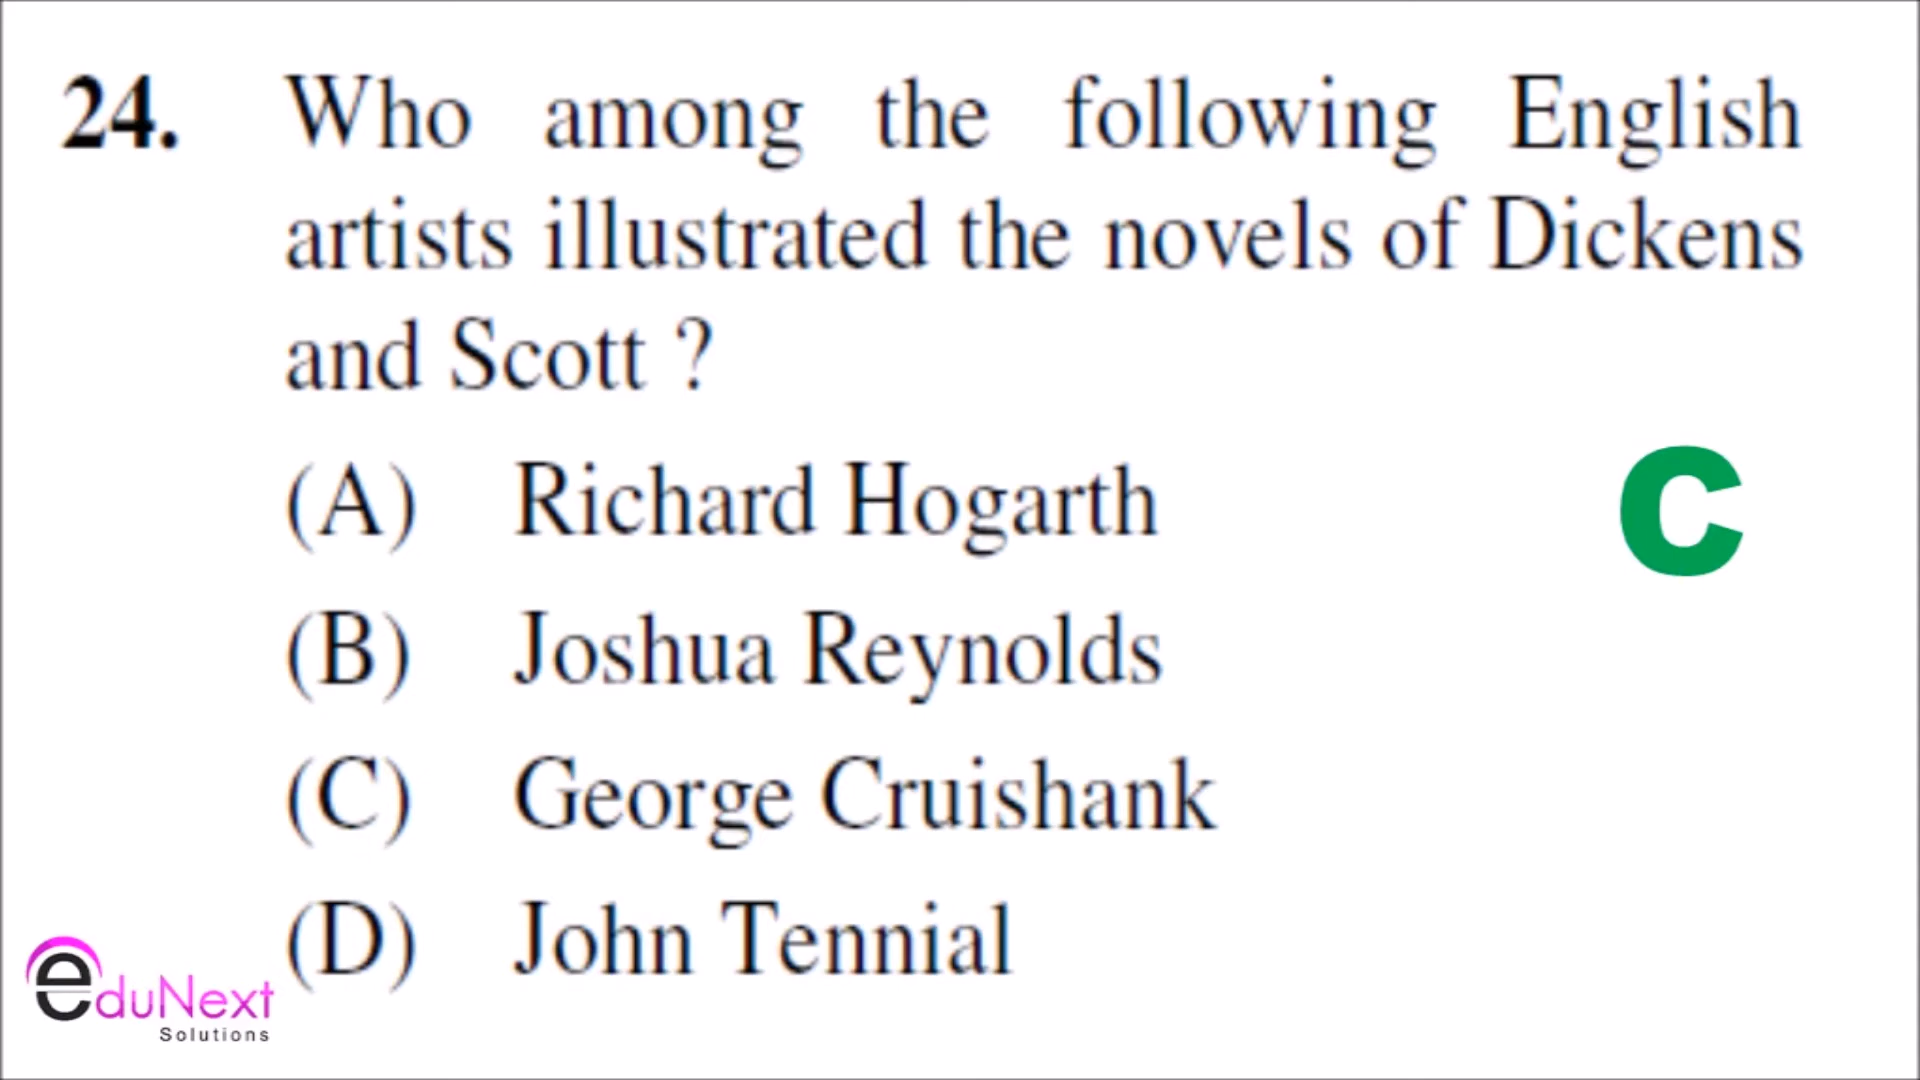 24. Who among the following English
artists illustrated the novels of Dickens
and Scott ?
(A) Richard Hogarth
C
(B) Joshua Reynolds
(C) George Cruishank
(D) John Tennial
eduNext
Solutions